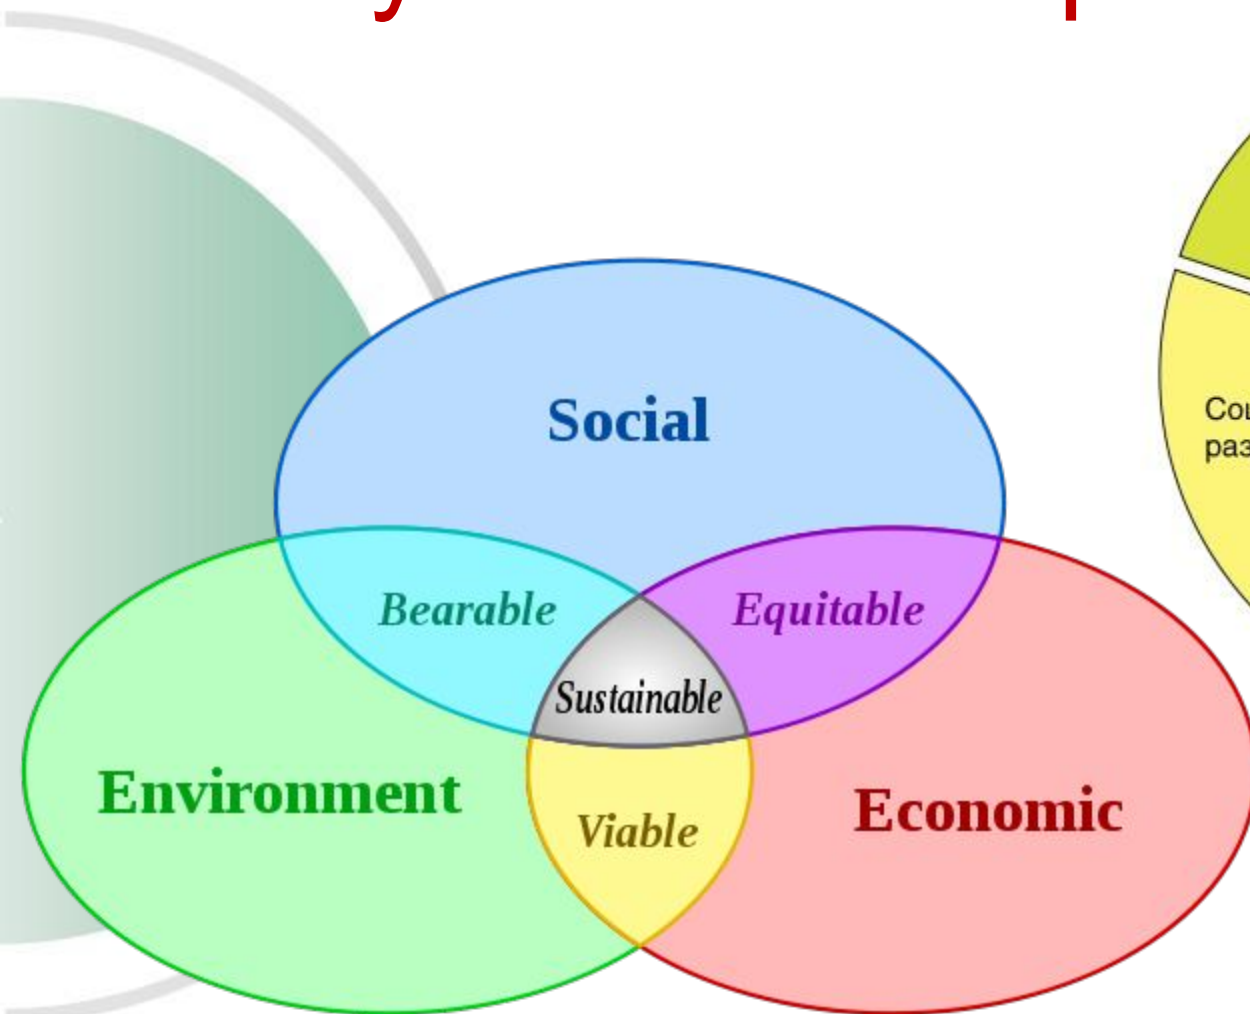 Social
Bearable
Equitable
Sustainable
Environment
Economic
Viable